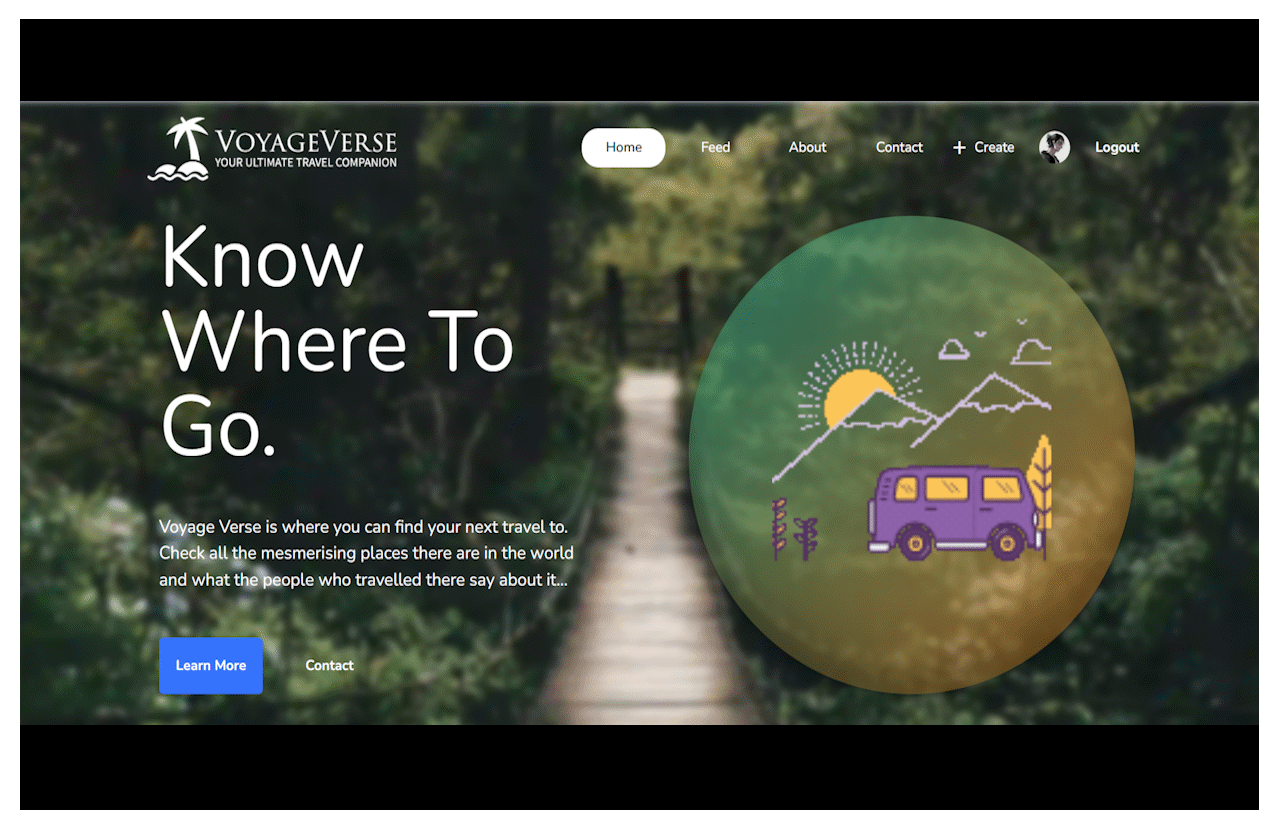 VOYAGEVERSE
YOUR ULTIMATE TRAVEL COMPANION
Home
Feed
About
Contact
+ Create
Logout
Know
Where To
Go.
Voyage Verse is where you can find your next travel to.
Check all the mesmerising places there are in the world
and what the people who travelled there say about it...
Learn More
Contact